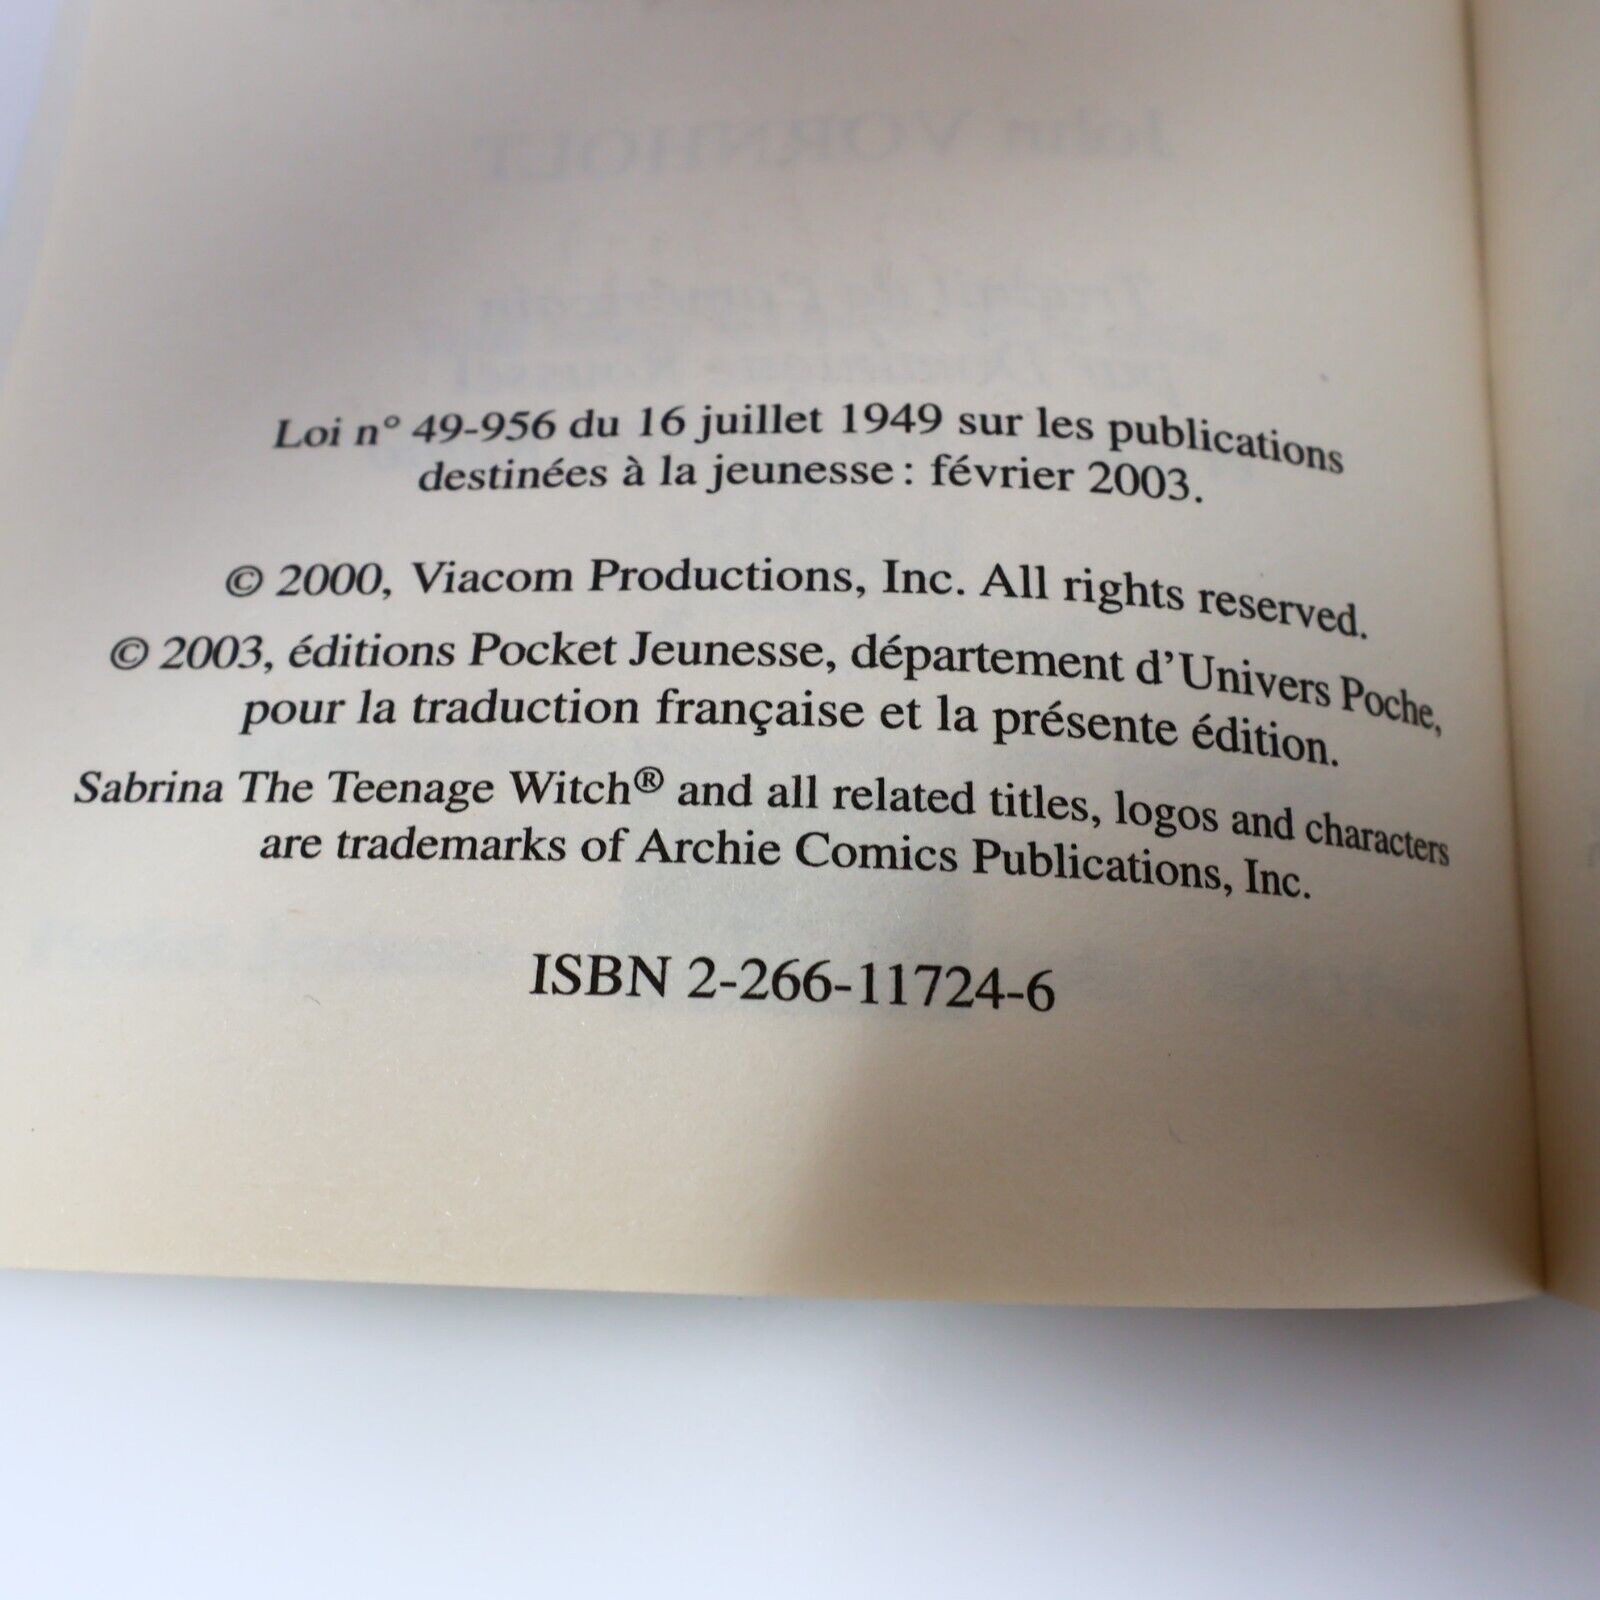 Loi n° 49-956 du 16 juillet 1949 sur les publications
destinées à la jeunesse : février 2003.
© 2000, Viacom Productions, Inc. All rights reserved.
© 2003, éditions Pocket Jeunesse, département d'Univers Poche,
pour la traduction française et la présente édition.
Sabrina The Teenage Witch® and all related titles, logos and characters
are trademarks of Archie Comics Publications, Inc.
ISBN 2-266-11724-6